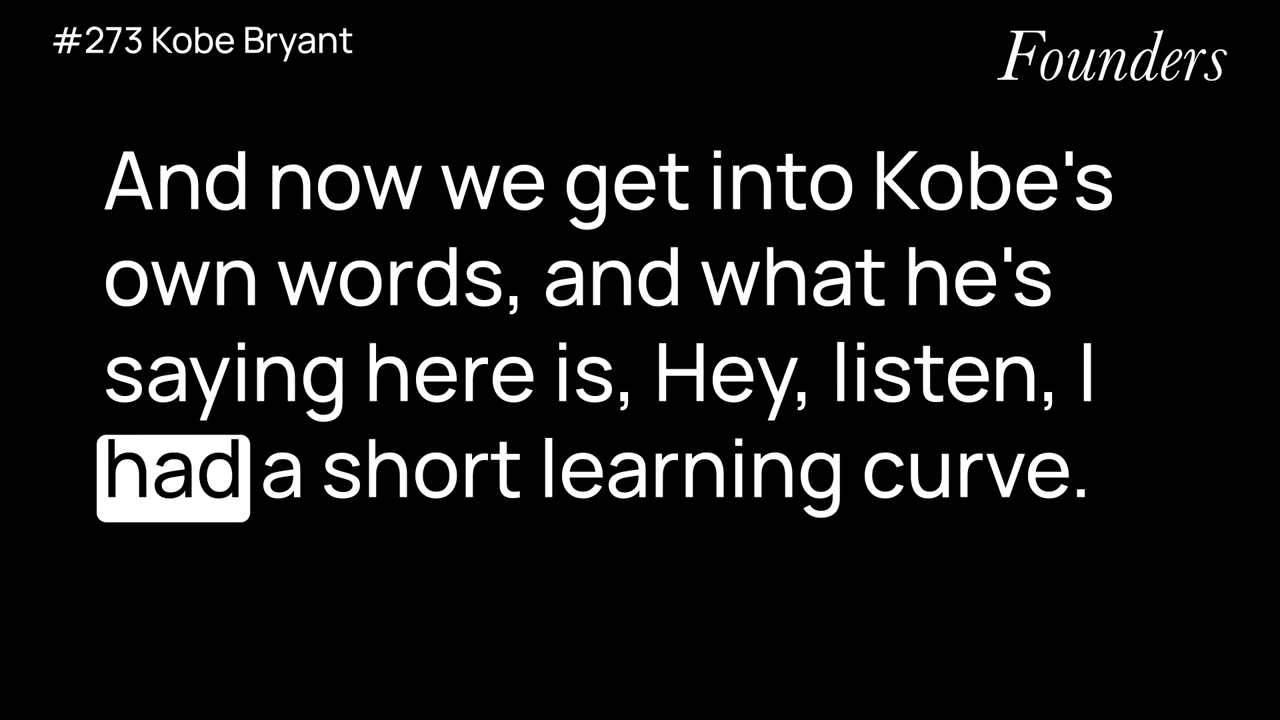 #273 Kobe Bryant
Founders
And now we get into Kobe's
own words, and what he's
saying here is, Hey, listen, I
had a short learning curve.